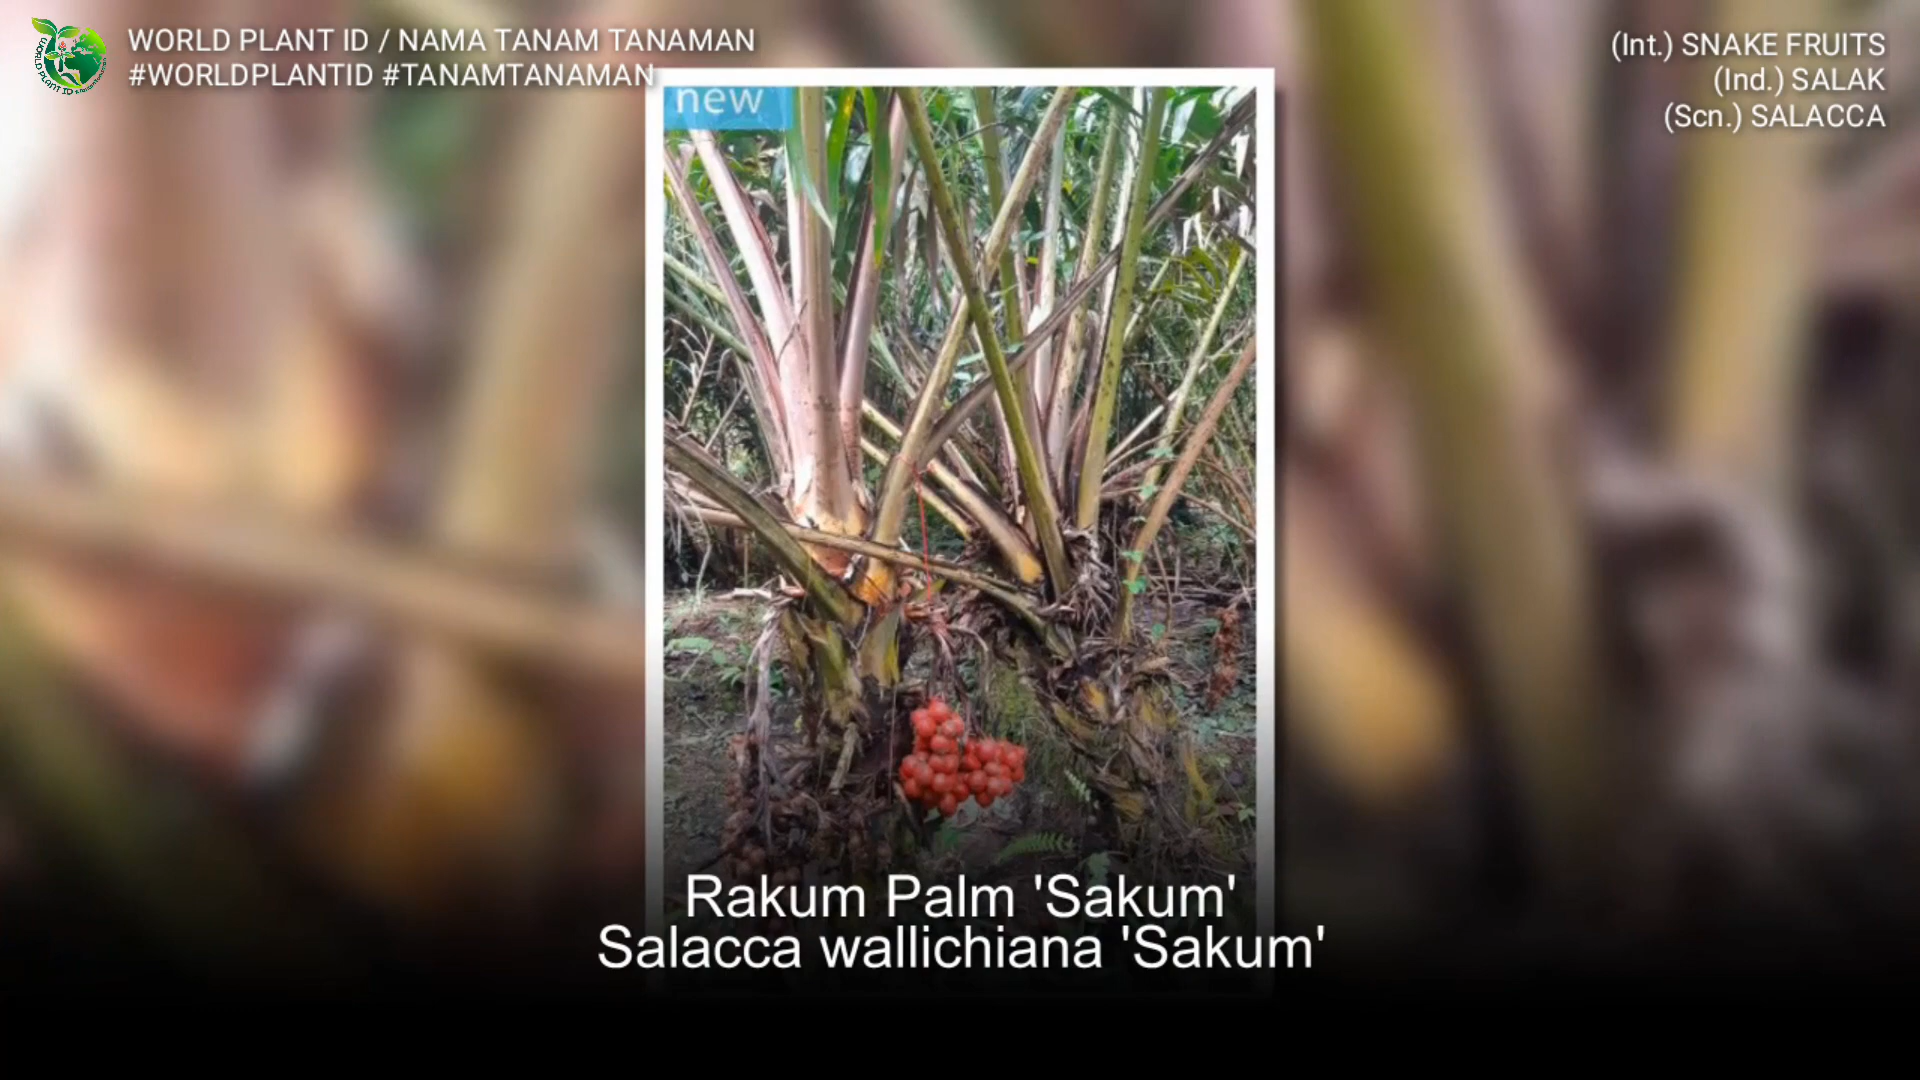 WORLD PLANT ID / NAMA TANAM TANAMAN
#WORLDPLANTID #TANAMTANAMAN
(Int.) SNAKE FRUITS
(Ind.) SALAK
(Scn.) SALACCA
new
Rakum Palm 'Sakum'
Salacca wallichiana 'Sakum'